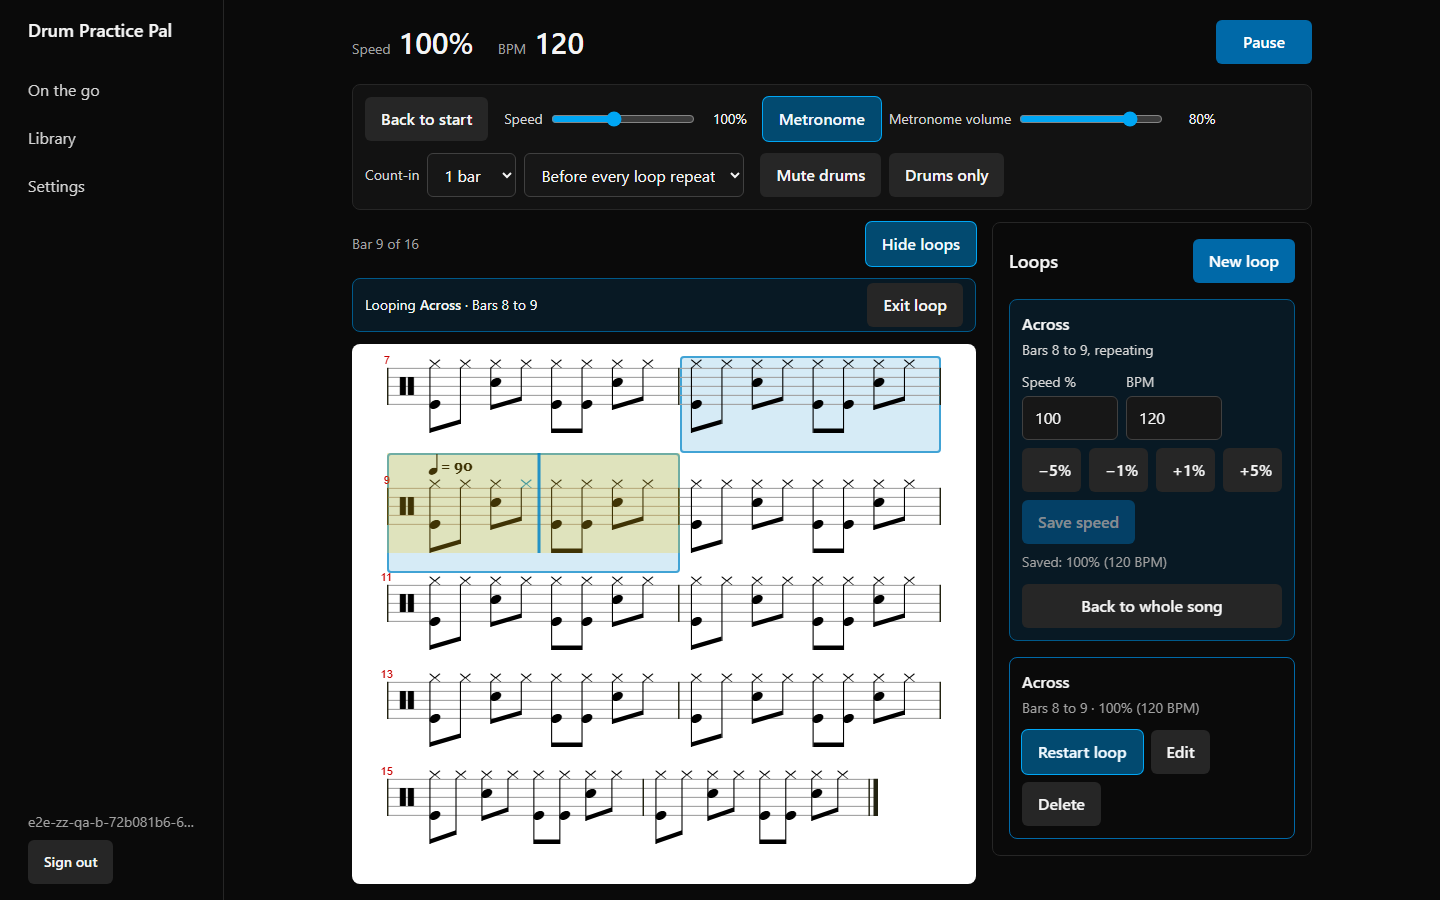 Drum Practice Pal
On the go
Library
Settings
e2e-zz-qa-b-72b081b6-6...
Sign out
Speed 100% BPM 120
Pause
Back to start Speed 100% Metronome Metronome volume 80%
Count-in 1 bar Before every loop repeat Mute drums Drums only
Bar 9 of 16
Hide loops
Looping Across · Bars 8 to 9
Exit loop
7
= 90
9
11
13
15
Loops
New loop
Across
Bars 8 to 9, repeating
Speed % BPM
100 120
−5% −1% +1% +5%
Save speed
Saved: 100% (120 BPM)
Back to whole song
Across
Bars 8 to 9 · 100% (120 BPM)
Restart loop Edit
Delete